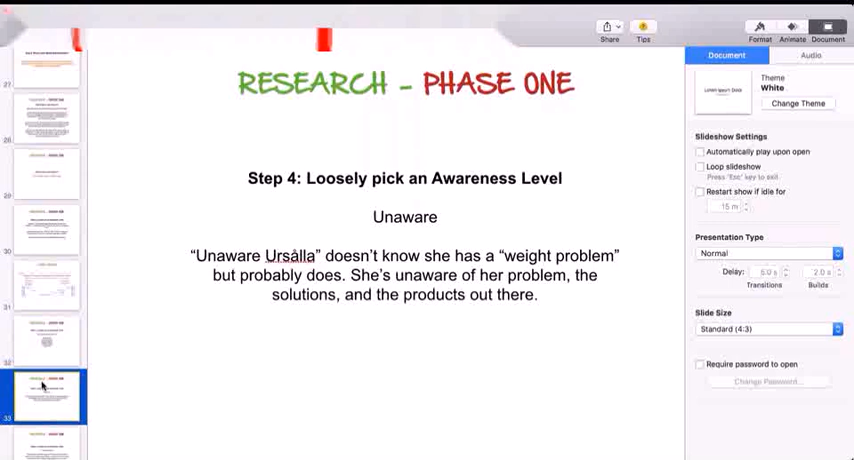 Share
Tips
Format
Animate
Document
Document
Audio
RESEARCH - PHASE ONE
Step 4: Loosely pick an Awareness Level
Unaware
“Unaware Ursålla” doesn’t know she has a “weight problem”
but probably does. She’s unaware of her problem, the
solutions, and the products out there.
27
28
29
30
31
32
33
Theme
White
Change Theme
Slideshow Settings
Automatically play upon open
Loop slideshow
Press 'Esc' key to exit.
Restart show if idle for
15 m
Presentation Type
Normal
Delay:
5.0 s
2.0 s
Transitions
Builds
Slide Size
Standard (4:3)
Require password to open
Change Password...